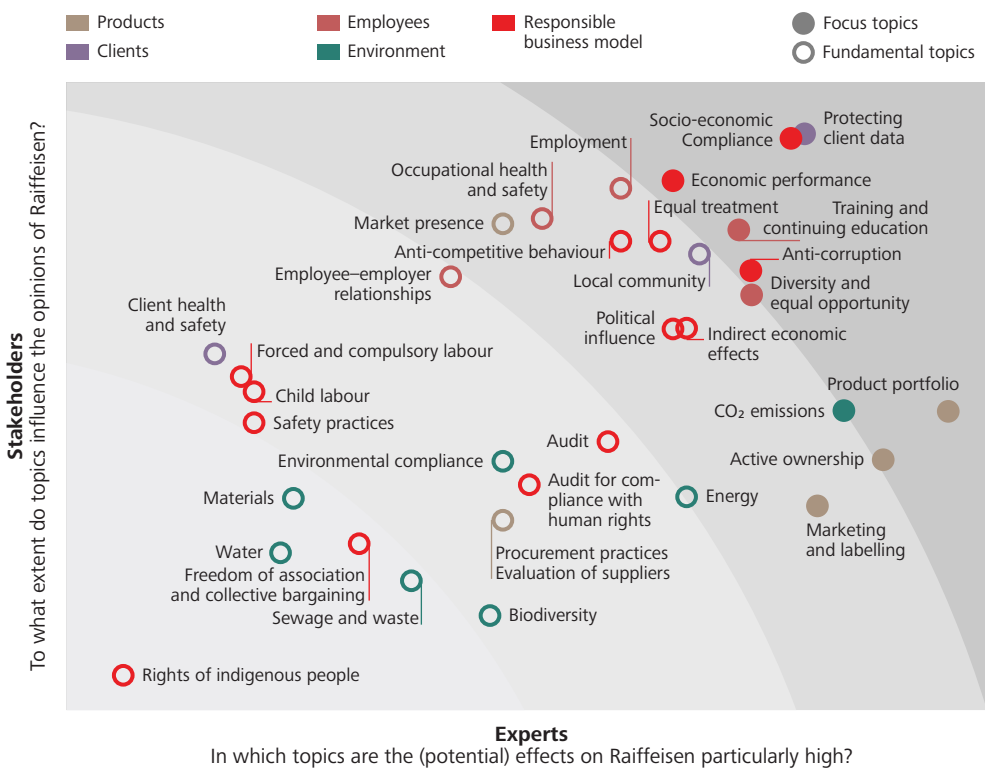 Products
Clients
Employees
Environment
Responsible
business model
Focus topics
Fundamental topics
Stakeholders
To what extent do topics influence the opinions of Raiffeisen?
Socio-economic
Compliance
Protecting
client data
Employment
Occupational health
and safety
Economic performance
Market presence
Equal treatment
Training and
continuing education
Anti-competitive behaviour
Anti-corruption
Employee–employer
relationships
Local community
Diversity and
equal opportunity
Client health
and safety
Political
influence
Indirect economic
effects
Forced and compulsory labour
Child labour
Product portfolio
CO₂ emissions
Safety practices
Audit
Active ownership
Environmental compliance
Audit for com-
pliance with
human rights
Materials
Energy
Marketing
and labelling
Water
Procurement practices
Evaluation of suppliers
Freedom of association
and collective bargaining
Sewage and waste
Biodiversity
Rights of indigenous people
Experts
In which topics are the (potential) effects on Raiffeisen particularly high?